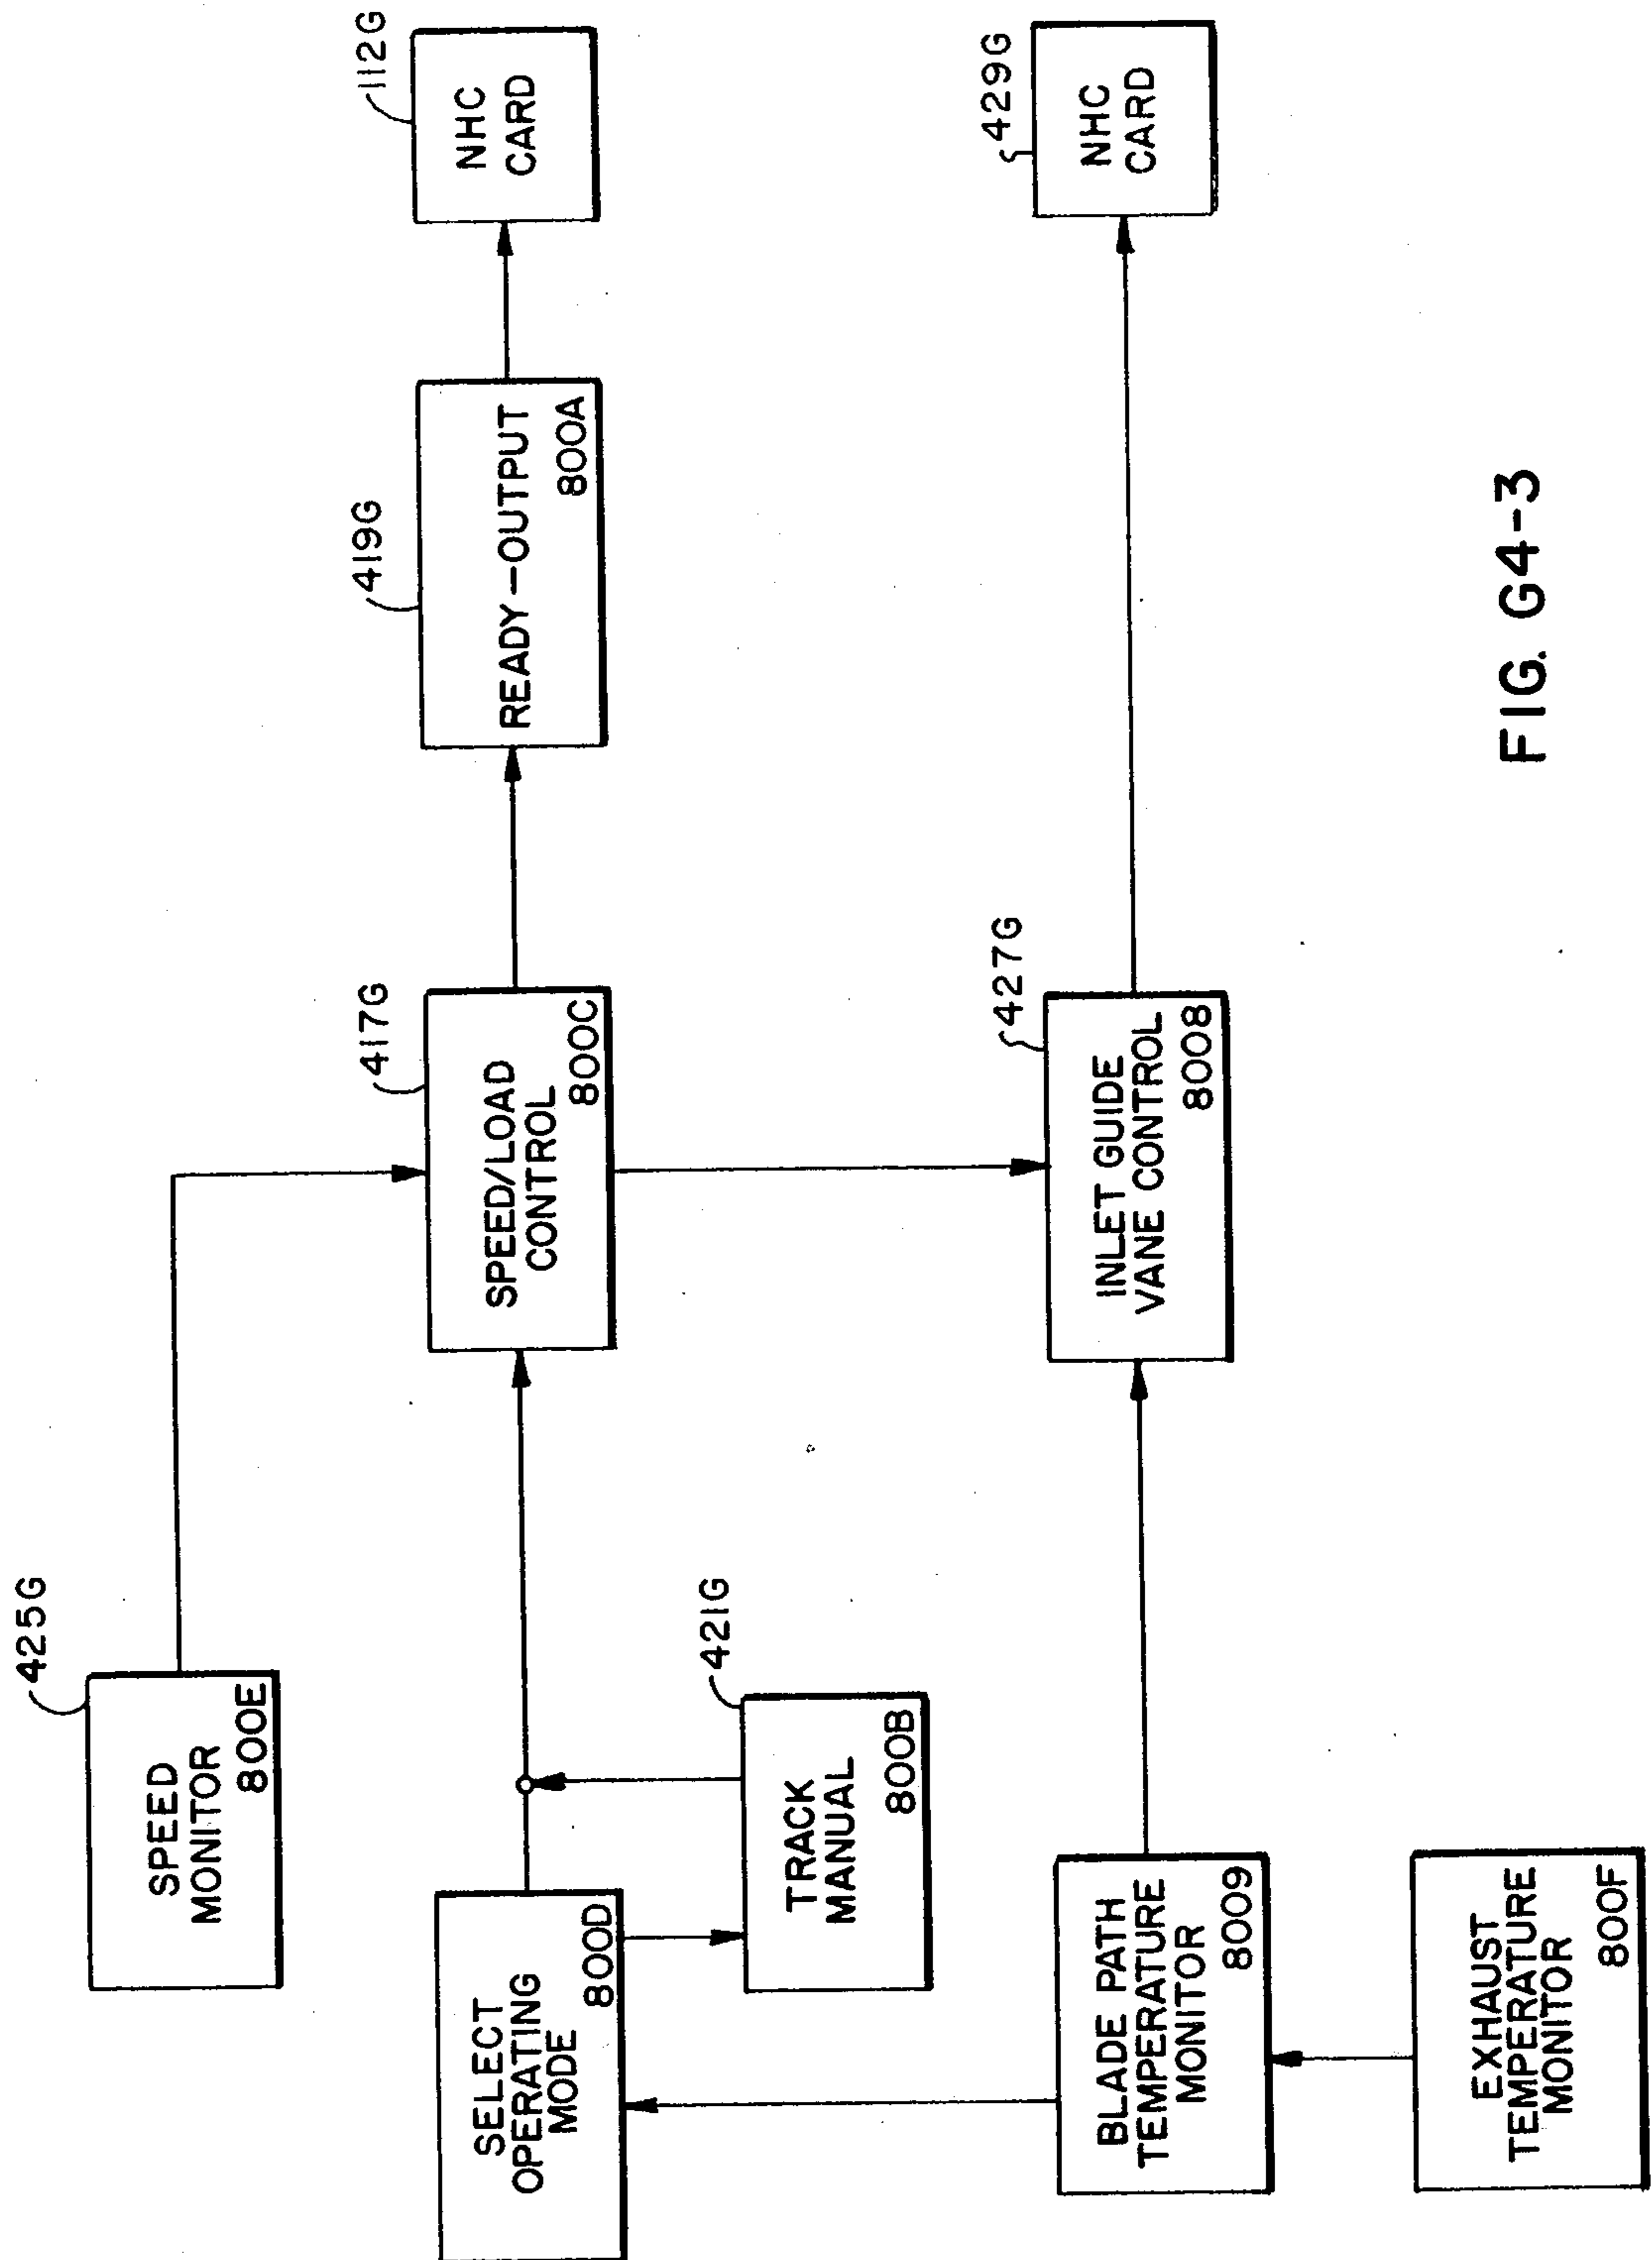 425G
SPEED
MONITOR
800E
SELECT
OPERATING
MODE
800D
417G
SPEED/LOAD
CONTROL
800C
419G
READY-OUTPUT
800A
112G
NHC
CARD
421G
TRACK
MANUAL
800B
BLADE PATH
TEMPERATURE
MONITOR
8009
427G
INLET GUIDE
VANE CONTROL
8008
429G
NHC
CARD
EXHAUST
TEMPERATURE
MONITOR
800F
FIG. G4-3